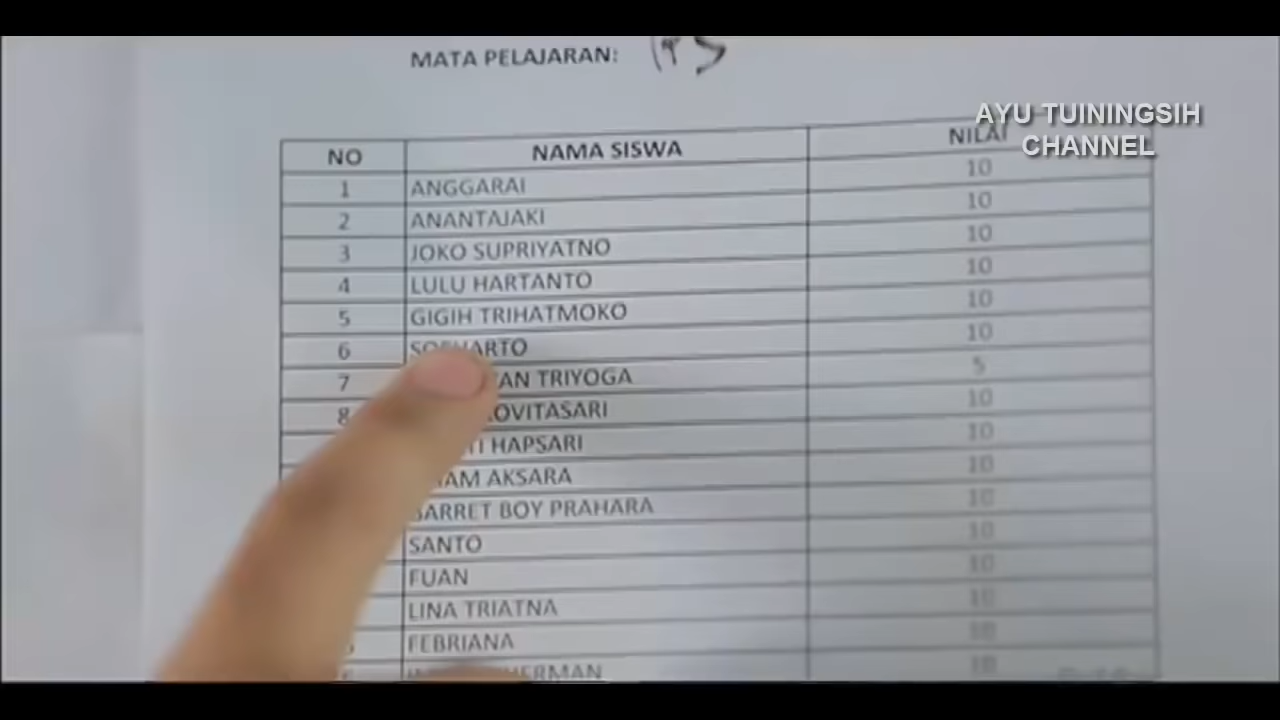 MATA PELAJARAN: IPS
AYU TUININGSIH
CHANNEL
NO NAMA SISWA NILAI
1 ANGGARAI 10
2 ANANTAJAKI 10
3 JOKO SUPRIYATNO 10
4 LULU HARTANTO 10
5 GIGIH TRIHATMOKO 10
6 10
7 TRIYOGA 5
8 10
HAPSARI 10
AKSARA 10
BOY PRAHARA 10
SANTO 10
FUAN 10
LINA TRIATNA 10
FEBRIANA 10
10